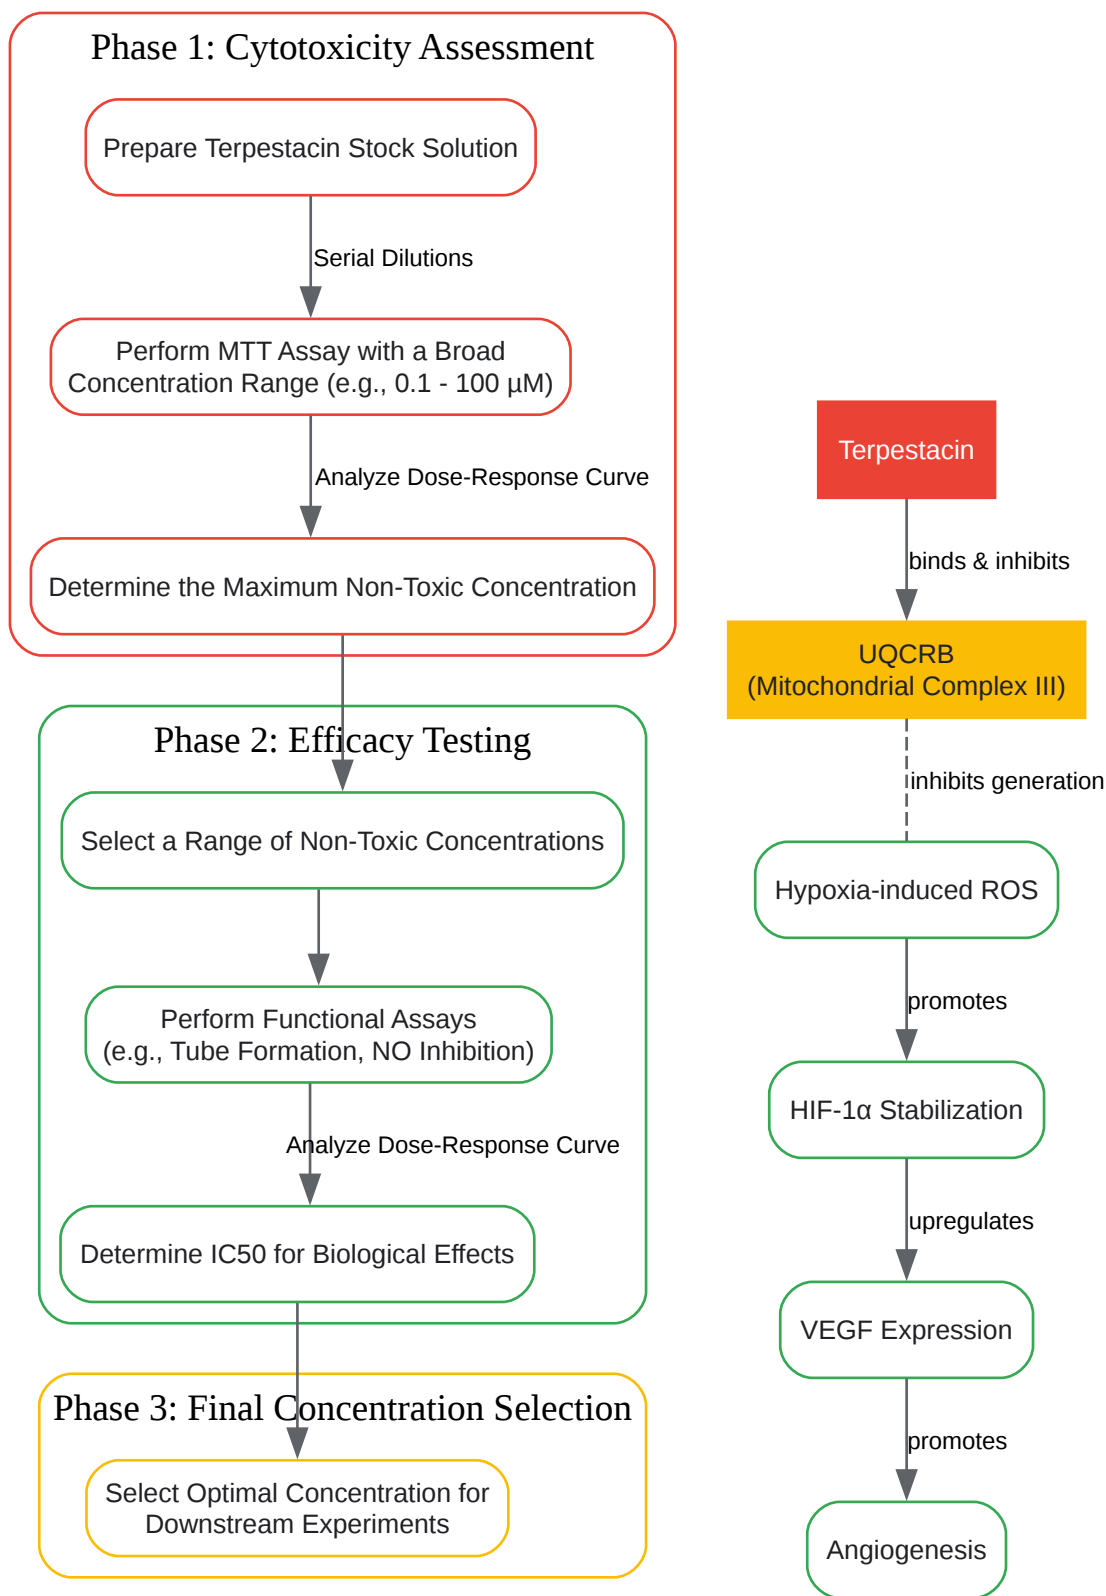 Phase 1: Cytotoxicity Assessment
Prepare Terpestacin Stock Solution
Serial Dilutions
Perform MTT Assay with a Broad
Concentration Range (e.g., 0.1 - 100 µM)
Analyze Dose-Response Curve
Determine the Maximum Non-Toxic Concentration
Phase 2: Efficacy Testing
Select a Range of Non-Toxic Concentrations
Perform Functional Assays
(e.g., Tube Formation, NO Inhibition)
Analyze Dose-Response Curve
Determine IC50 for Biological Effects
Phase 3: Final Concentration Selection
Select Optimal Concentration for
Downstream Experiments
Terpestacin
binds & inhibits
UQCRB
(Mitochondrial Complex III)
inhibits generation
Hypoxia-induced ROS
promotes
HIF-1α Stabilization
upregulates
VEGF Expression
promotes
Angiogenesis